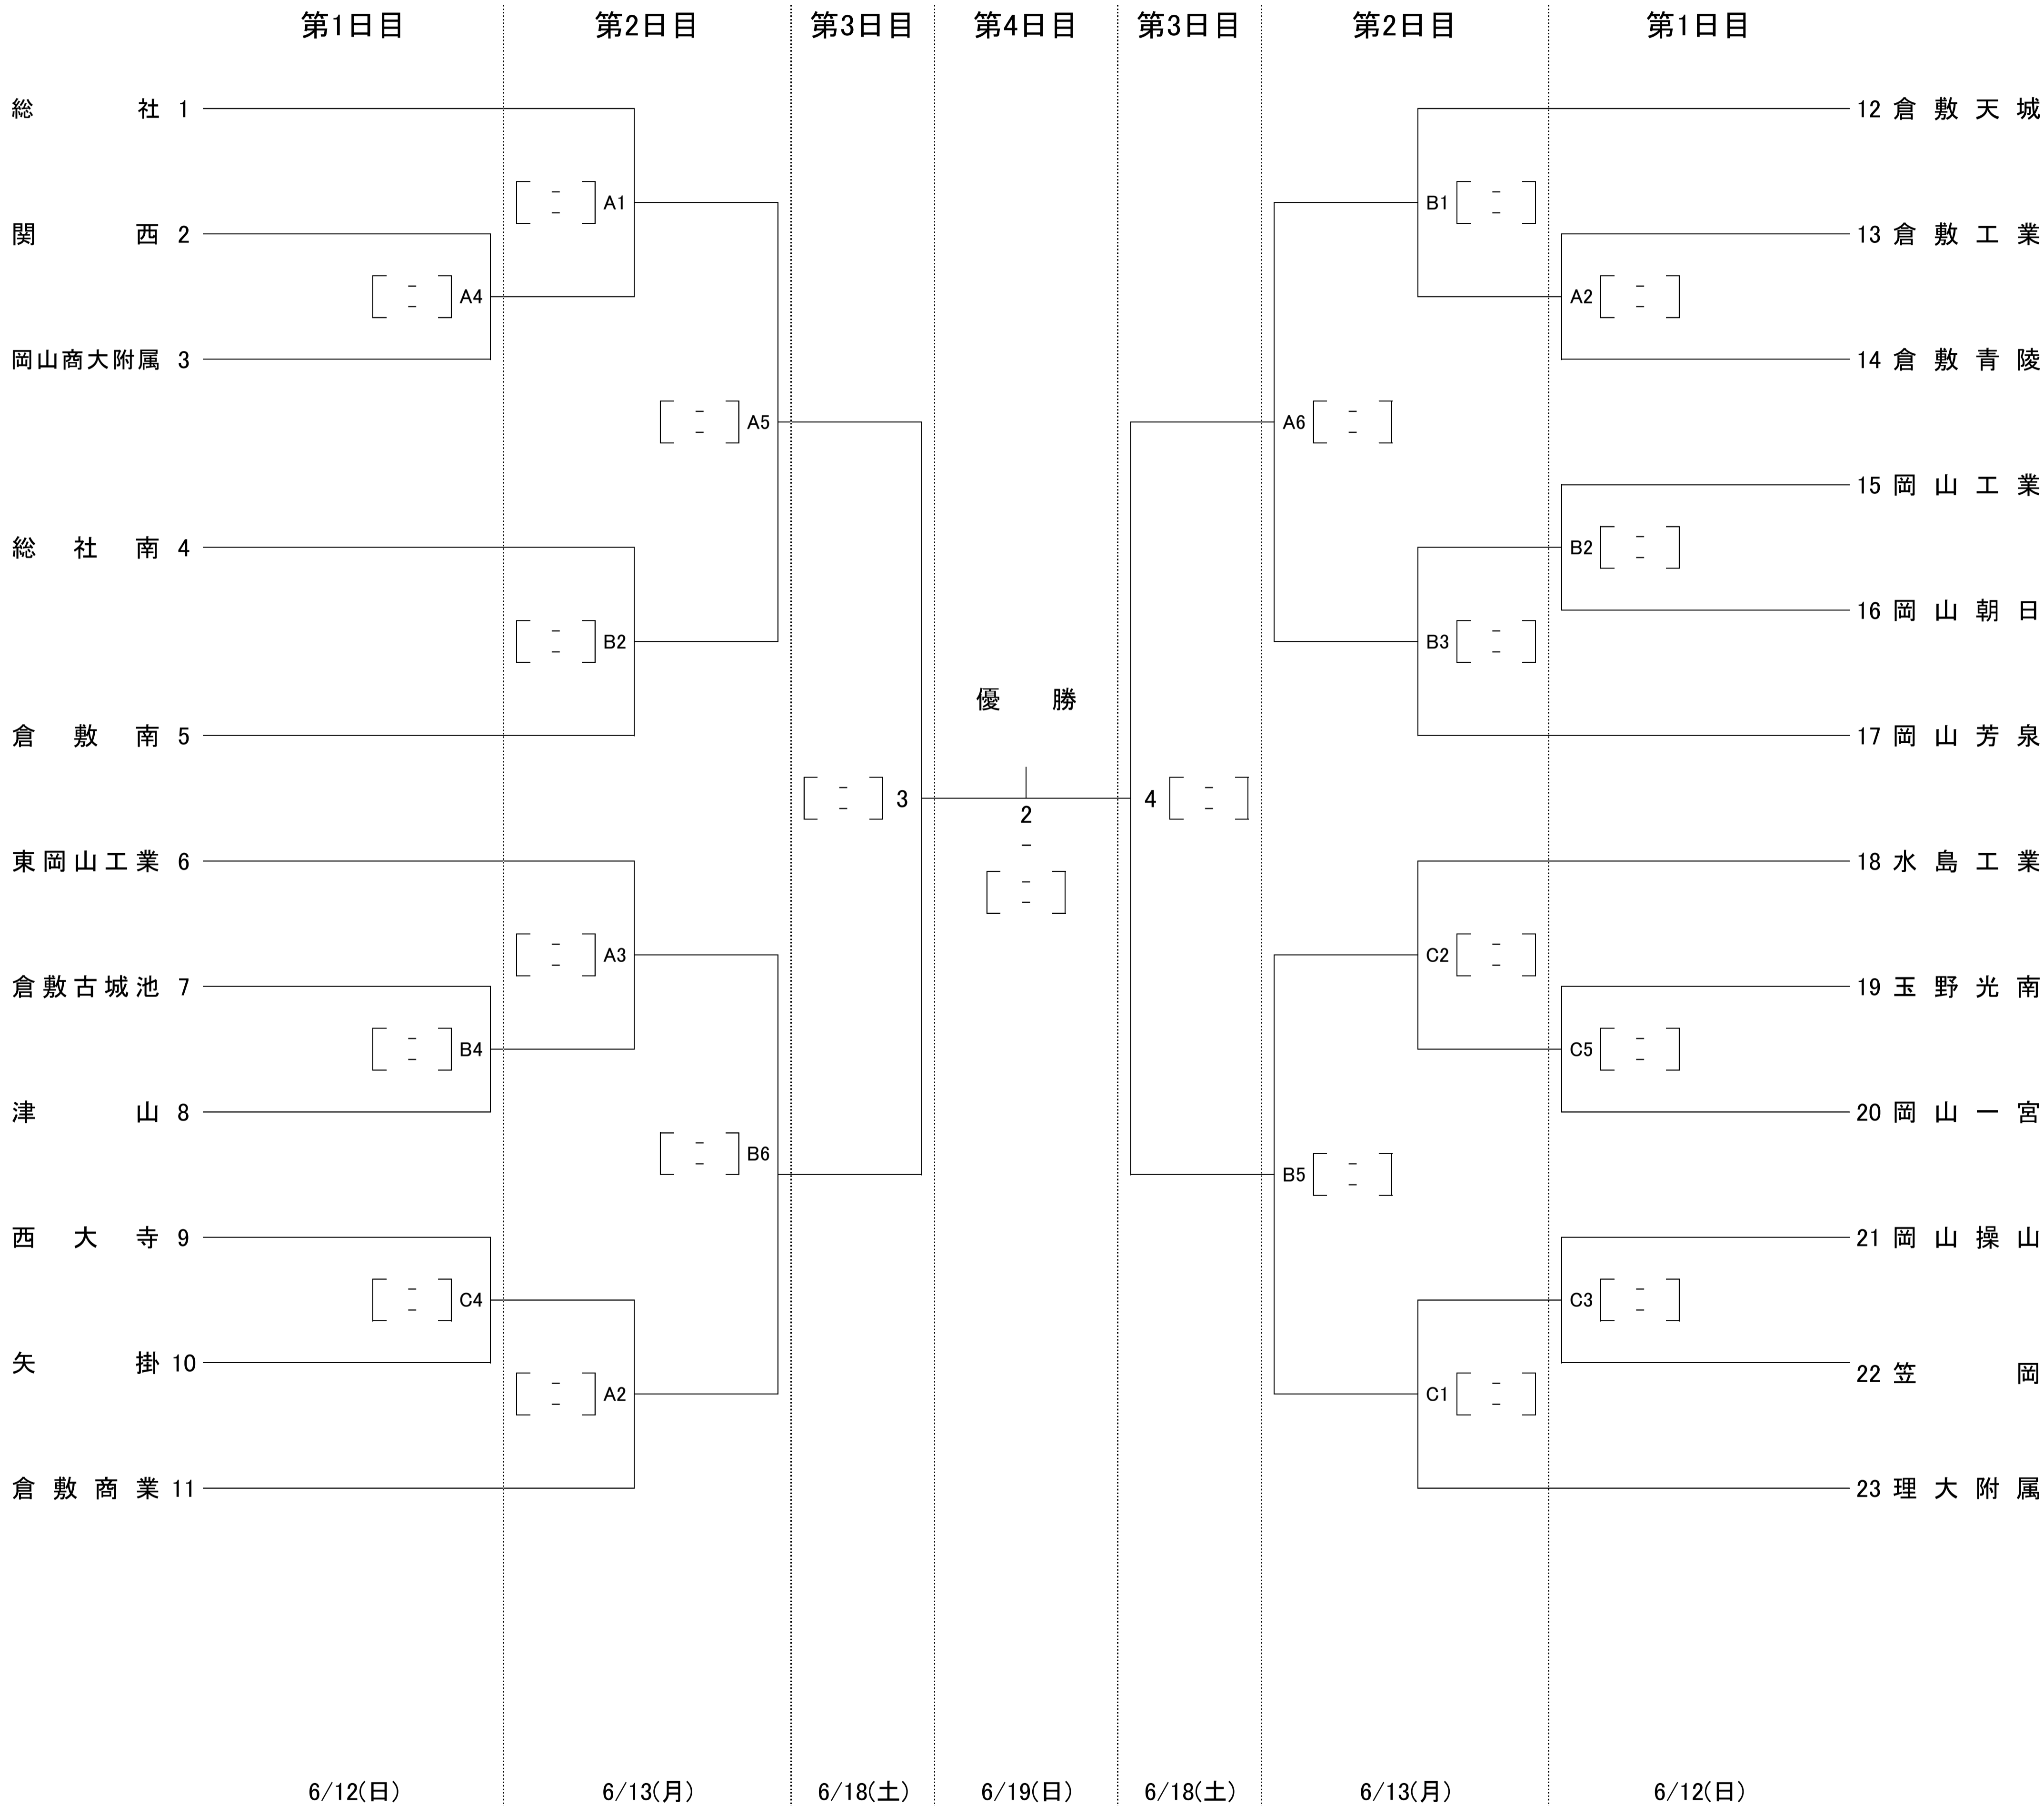 第1日目 第2日目 第3日目 第4日目 第3日目 第2日目 第1日目
総社 1 12 倉敷天城
[ - - ] A1 B1 [ - - ]
関西 2 13 倉敷工業
[ - - ] A4 A2 [ - - ]
岡山商大附属 3 14 倉敷青陵
[ - - ] A5 A6 [ - - ]
15 岡山工業
総社南 4 B2 [ - - ]
16 岡山朝日
[ - - ] B2 B3 [ - - ]
優勝
倉敷南 5 17 岡山芳泉
[ - - ] 3 4 [ - - ]
2
-
東岡山工業 6 18 水島工業
[ - - ]
[ - - ] A3 C2 [ - - ]
倉敷古城池 7 19 玉野光南
[ - - ] B4 C5 [ - - ]
津山 8 20 岡山一宮
[ - - ] B6 B5 [ - - ]
西大寺 9 21 岡山操山
[ - - ] C4 C3 [ - - ]
矢掛 10 22 笠岡
[ - - ] A2 C1 [ - - ]
倉敷商業 11 23 理大附属
6/12(日) 6/13(月) 6/18(土) 6/19(日) 6/18(土) 6/13(月) 6/12(日)